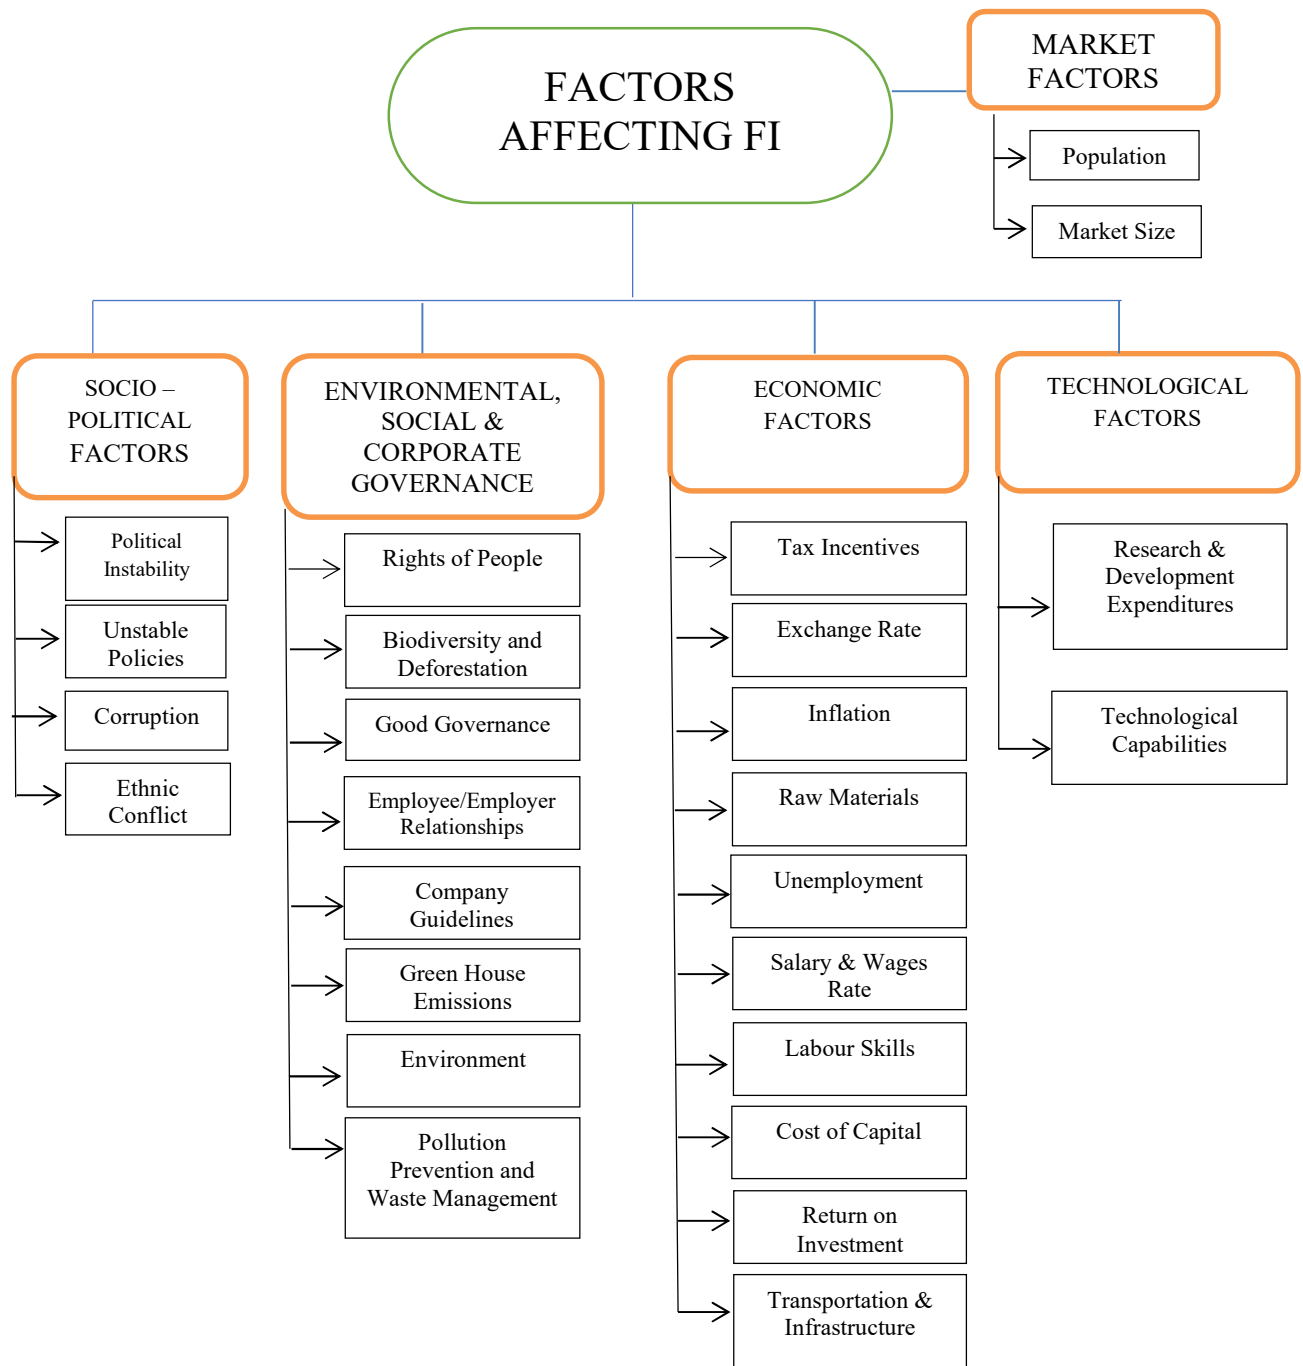 FACTORS
AFFECTING FI
MARKET
FACTORS
Population
Market Size
SOCIO –
POLITICAL
FACTORS
Political
Instability
Unstable
Policies
Corruption
Ethnic
Conflict
ENVIRONMENTAL,
SOCIAL &
CORPORATE
GOVERNANCE
Rights of People
Biodiversity and
Deforestation
Good Governance
Employee/Employer
Relationships
Company
Guidelines
Green House
Emissions
Environment
Pollution
Prevention and
Waste Management
ECONOMIC
FACTORS
Tax Incentives
Exchange Rate
Inflation
Raw Materials
Unemployment
Salary & Wages
Rate
Labour Skills
Cost of Capital
Return on
Investment
Transportation &
Infrastructure
TECHNOLOGICAL
FACTORS
Research &
Development
Expenditures
Technological
Capabilities